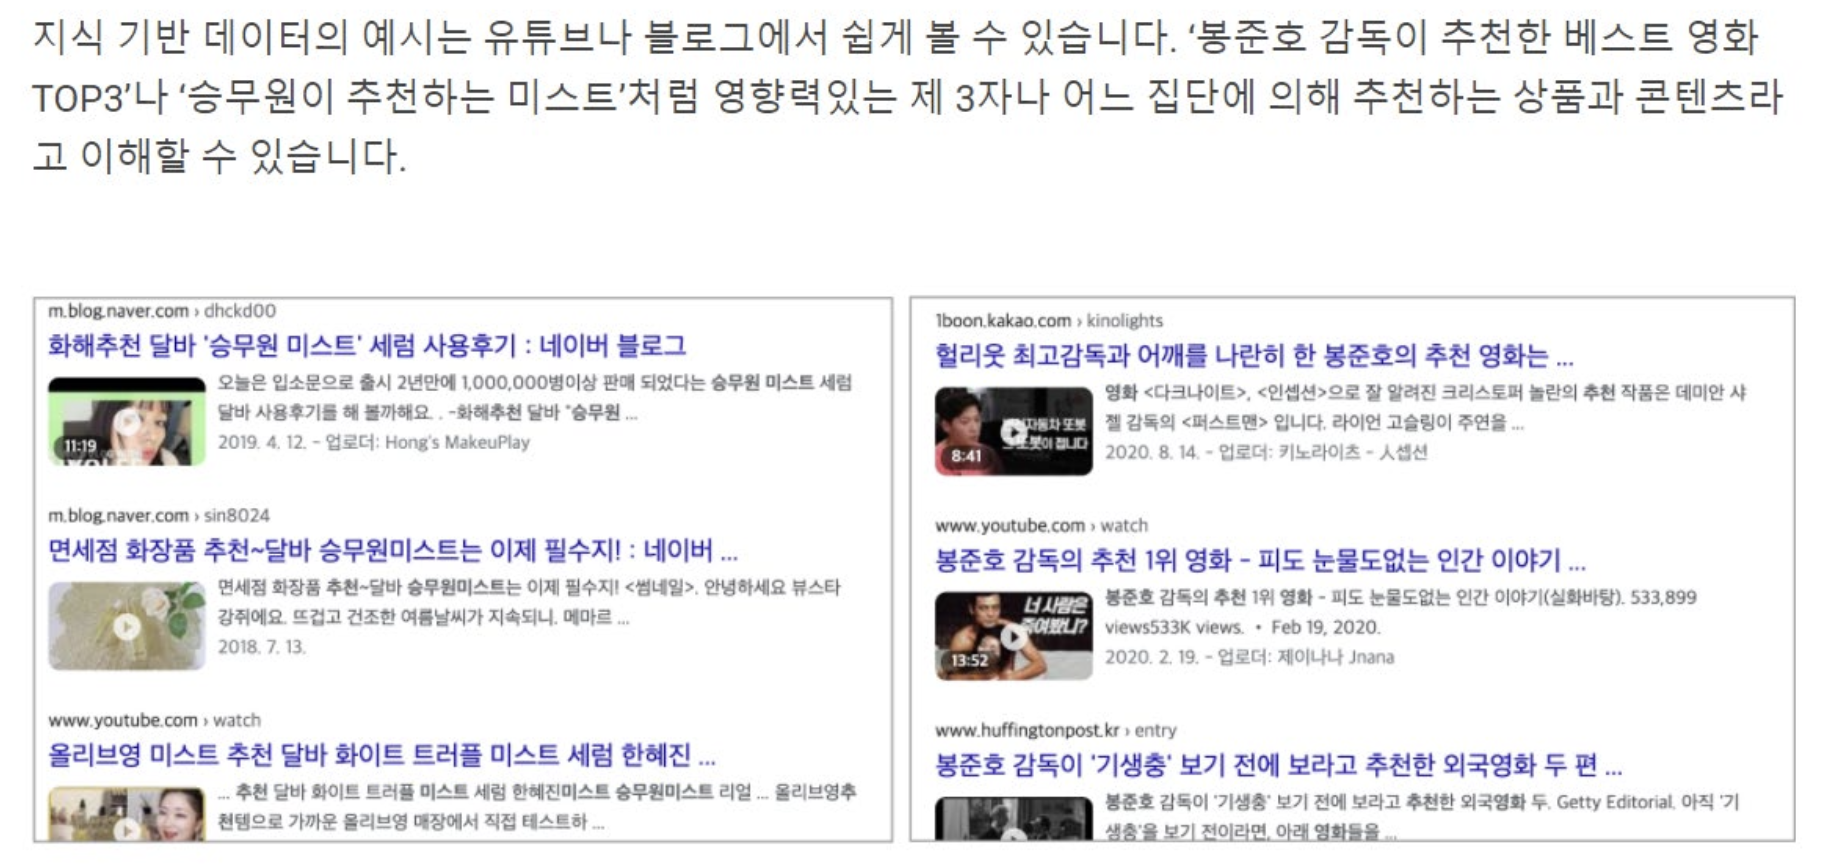 지식 기반 데이터의 예시는 유튜브나 블로그에서 쉽게 볼 수 있습니다. ‘봉준호 감독이 추천한 베스트 영화
TOP3’나 ‘승무원이 추천하는 미스트’처럼 영향력있는 제 3자나 어느 집단에 의해 추천하는 상품과 콘텐츠라
고 이해할 수 있습니다.
m.blog.naver.com › dhckd00
화해추천 달바 '승무원 미스트' 세럼 사용후기 : 네이버 블로그
오늘은 입소문으로 출시 2년만에 1,000,000병이상 판매 되었다는 승무원 미스트 세럼
달바 사용후기를 해 볼까해요. . -화해추천 달바 "승무원 ...
11:19
2019. 4. 12. - 업로더: Hong's MakeuPlay
m.blog.naver.com › sin8024
면세점 화장품 추천~달바 승무원미스트는 이제 필수지! : 네이버 ...
면세점 화장품 추천~달바 승무원미스트는 이제 필수지! <썸네일>. 안녕하세요 뷰스타
강쥐에요. 뜨겁고 건조한 여름날씨가 지속되니. 메마르 ...
2018. 7. 13.
www.youtube.com › watch
올리브영 미스트 추천 달바 화이트 트러플 미스트 세럼 한혜진 ...
... 추천 달바 화이트 트러플 미스트 세럼 한혜진미스트 승무원미스트 리얼 ... 올리브영추
천템으로 가까운 올리브영 매장에서 직접 테스트하 ...
1boon.kakao.com › kinolights
헐리웃 최고감독과 어깨를 나란히 한 봉준호의 추천 영화는 ...
영화 <다크나이트>, <인셉션>으로 잘 알려진 크리스토퍼 놀란의 추천 작품은 데미안 샤
젤 감독의 <퍼스트맨> 입니다. 라이언 고슬링이 주연을 ...
8:41
2020. 8. 14. - 업로더: 키노라이츠 - 人셉션
www.youtube.com › watch
봉준호 감독의 추천 1위 영화 - 피도 눈물도없는 인간 이야기 ...
봉준호 감독의 추천 1위 영화 - 피도 눈물도없는 인간 이야기(실화바탕). 533,899
views533K views. • Feb 19, 2020.
너 사람은
죽여봤니?
13:52
2020. 2. 19. - 업로더: 제이나나 Jnana
www.huffingtonpost.kr › entry
봉준호 감독이 '기생충' 보기 전에 보라고 추천한 외국영화 두 편 ...
봉준호 감독이 '기생충' 보기 전에 보라고 추천한 외국영화 두. Getty Editorial. 아직 '기
생충'을 보기 전이라면, 아래 영화들을 ...